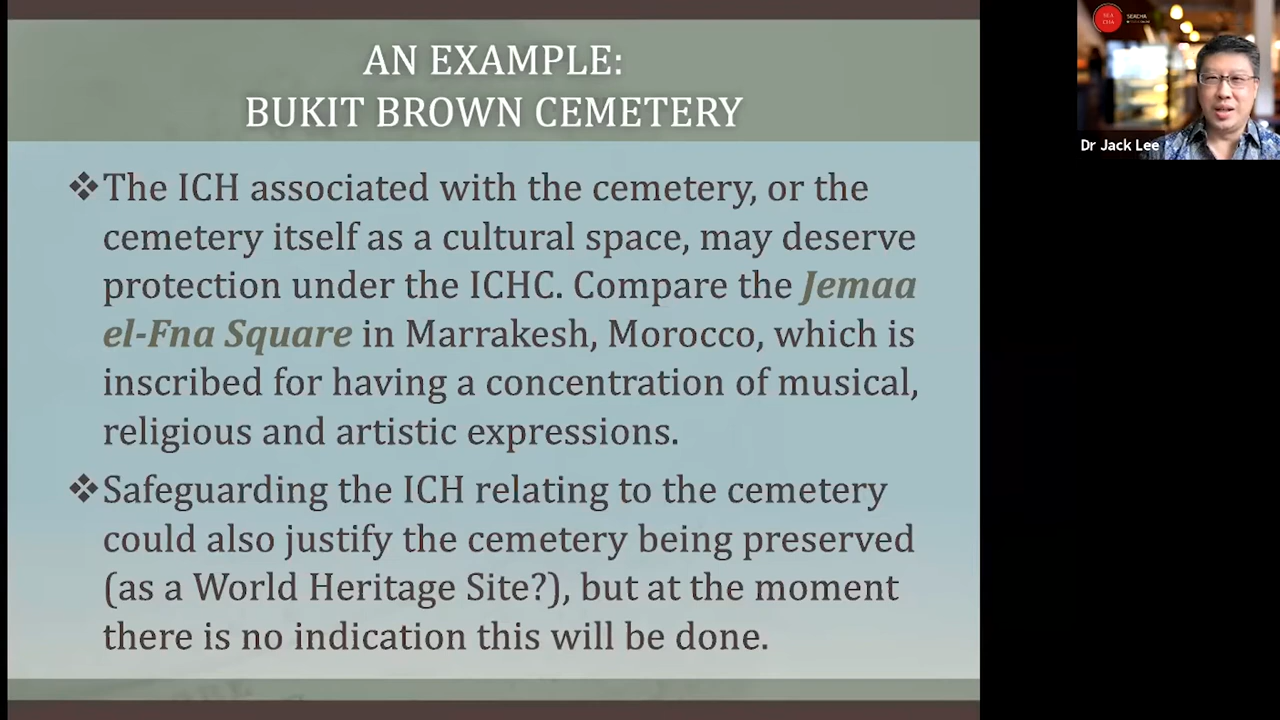 AN EXAMPLE:
BUKIT BROWN CEMETERY
❖The ICH associated with the cemetery, or the
cemetery itself as a cultural space, may deserve
protection under the ICHC. Compare the Jemaa
el-Fna Square in Marrakesh, Morocco, which is
inscribed for having a concentration of musical,
religious and artistic expressions.
❖Safeguarding the ICH relating to the cemetery
could also justify the cemetery being preserved
(as a World Heritage Site?), but at the moment
there is no indication this will be done.
SEA
CHA
SEACHA
Dr Jack Lee